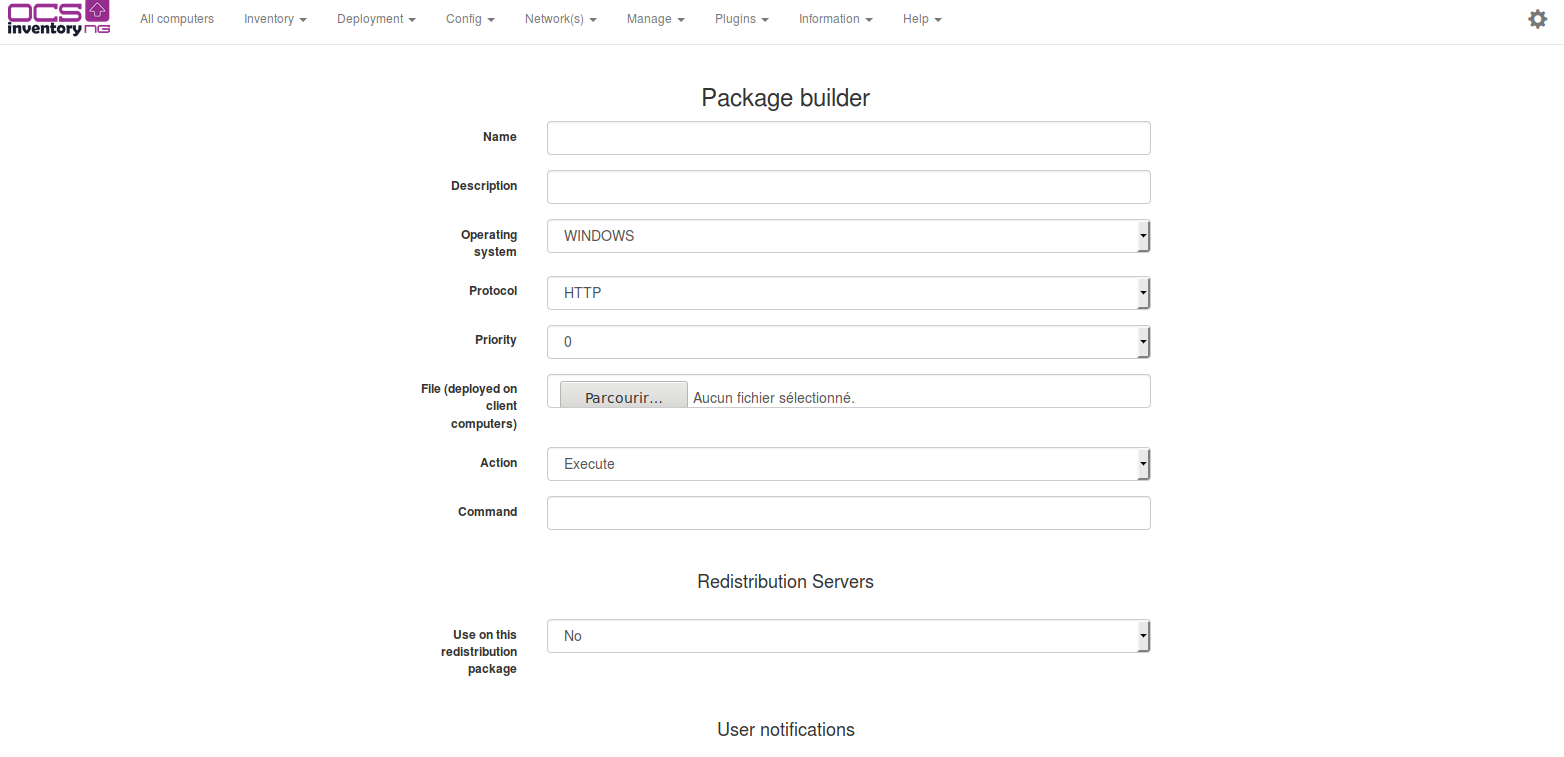 OCS
inventory NG
All computers Inventory Deployment Config Network(s) Manage Plugins Information Help
Package builder
Name
Description
Operating system WINDOWS
Protocol HTTP
Priority 0
File (deployed on client computers) Parcourir... Aucun fichier sélectionné.
Action Execute
Command
Redistribution Servers
Use on this redistribution package No
User notifications